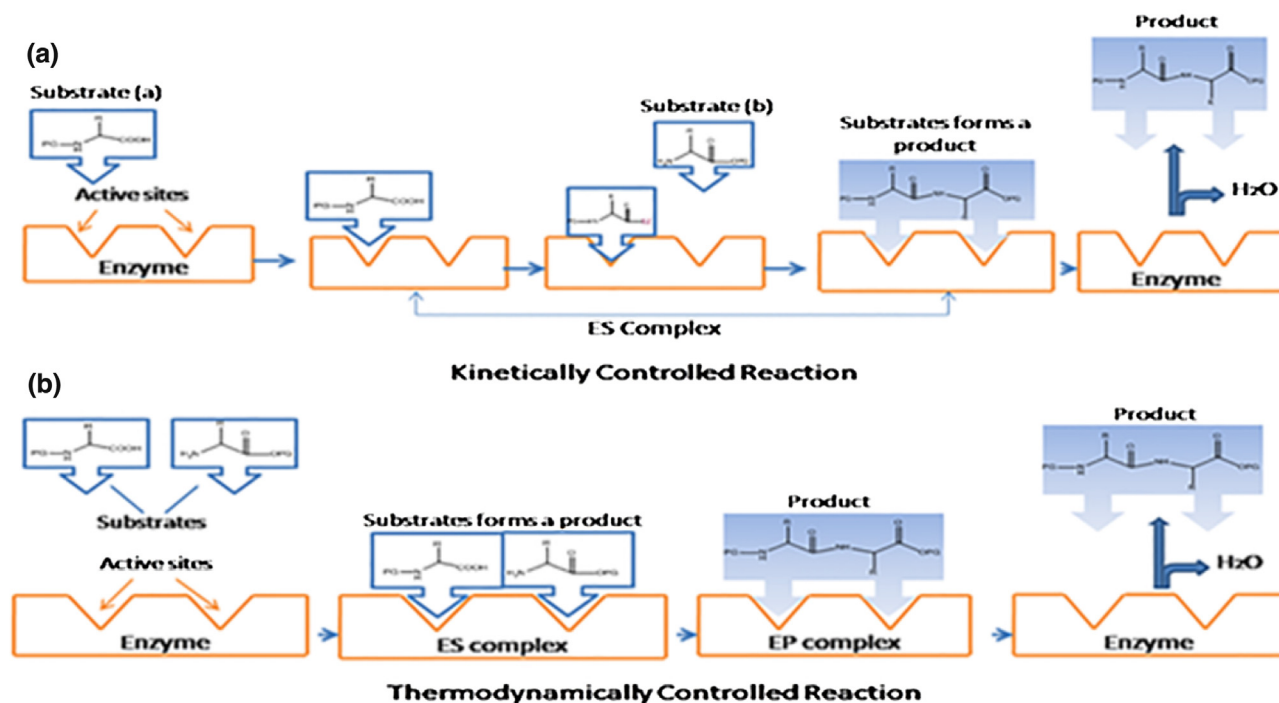 (a)
Substrate (a)
Active sites
Enzyme
Substrate (b)
Substrates forms a
product
Product
H₂O
Enzyme
ES Complex
Kinetically Controlled Reaction
(b)
Substrates
Active sites
Enzyme
Substrates forms a product
ES complex
Product
EP complex
Product
H₂O
Enzyme
Thermodynamically Controlled Reaction